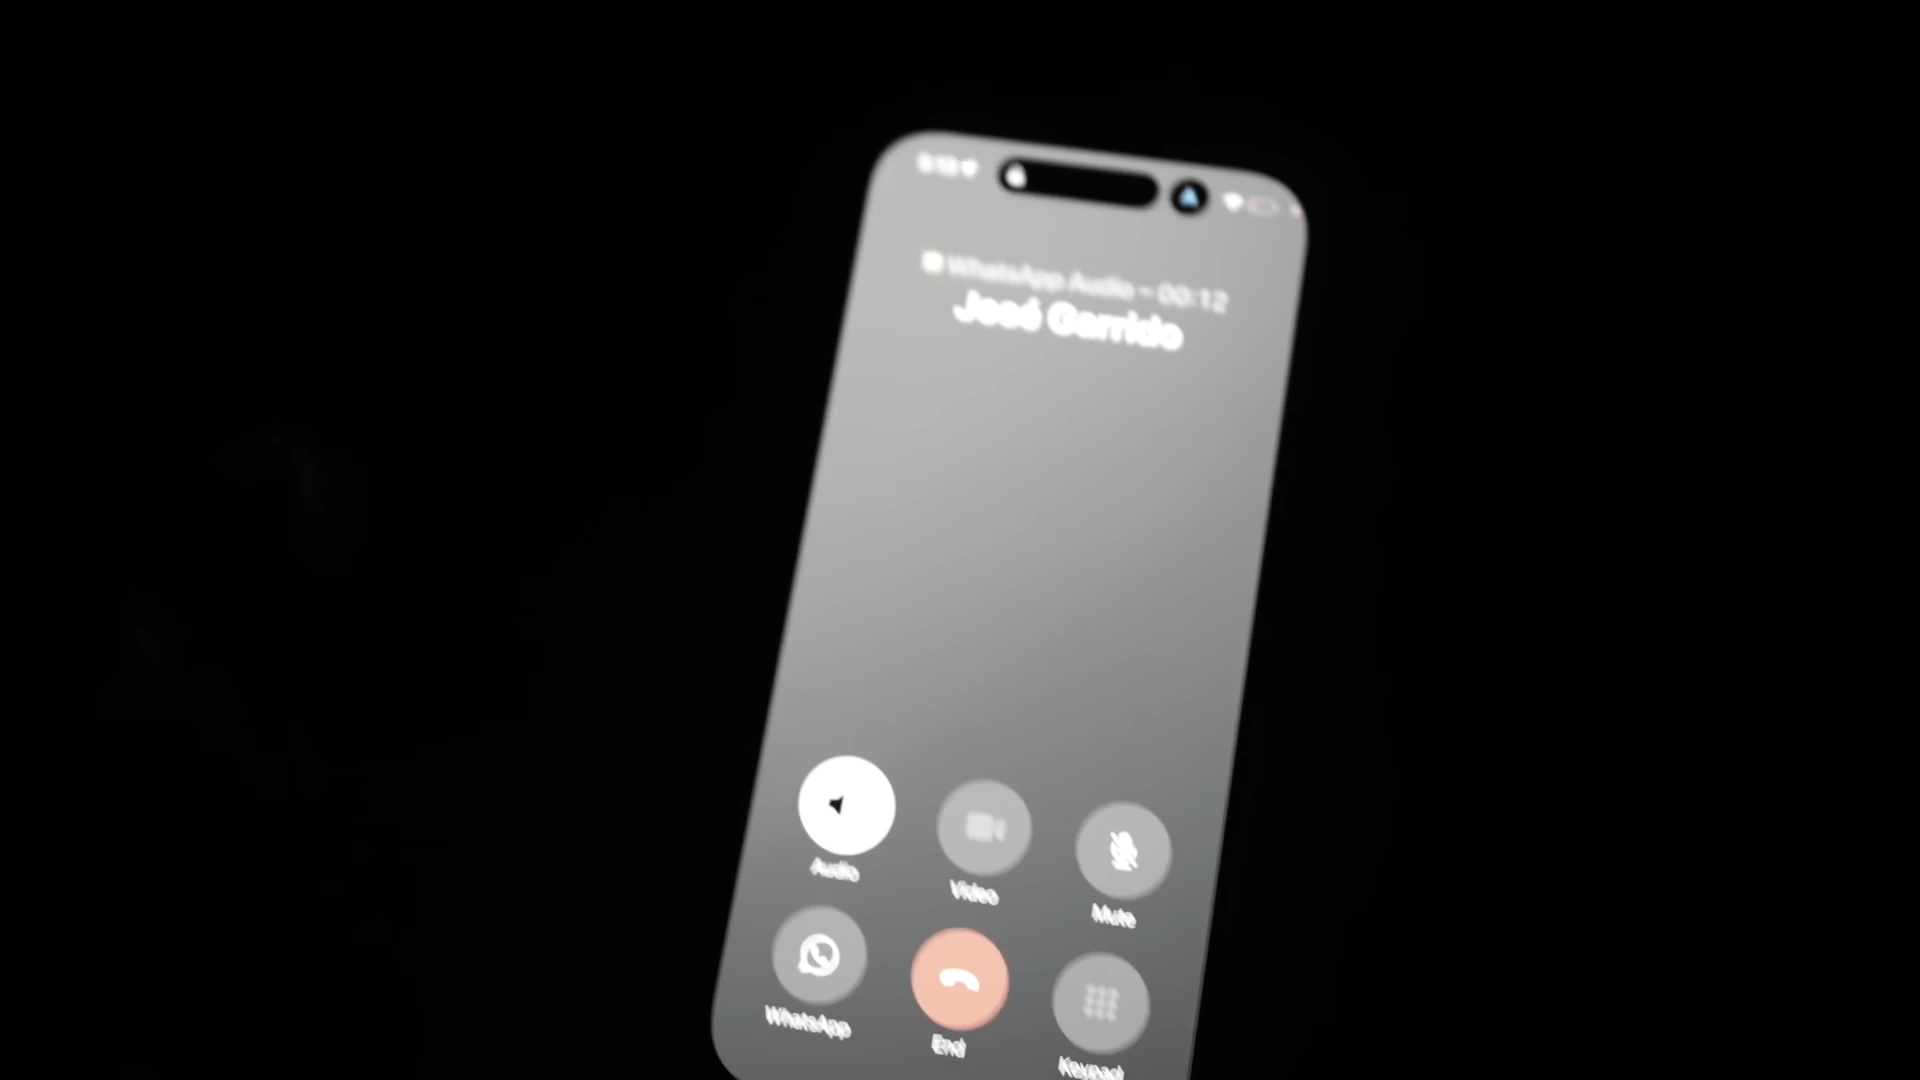 WhatsApp Audio – 00:12
José Garrido
Audio
Video
Mute
WhatsApp
End
Keypad